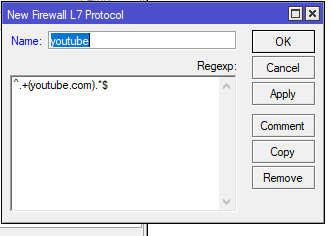 New Firewall L7 Protocol
Name: youtube
OK
Regexp:
Cancel
^.+(youtube.com).*$
Apply
Comment
Copy
Remove